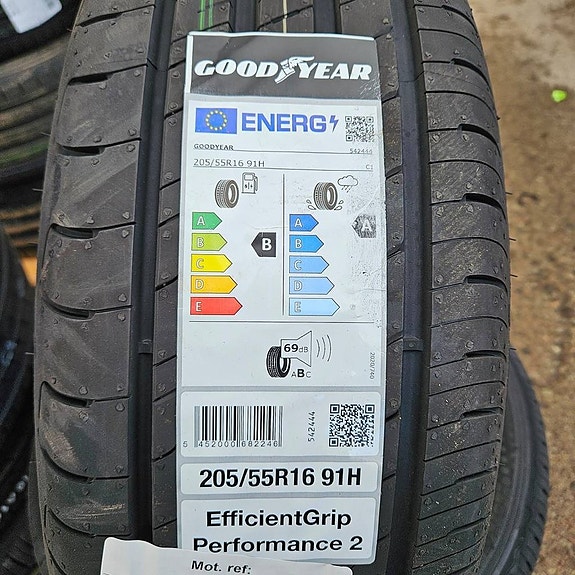 GOODYEAR
ENERG
GOODYEAR
542444
205/55R16 91H
C1
A
B
C
D
E
B
A
B
C
D
E
A
69dB
ABC
2020/740
5 452000 682246
542444
205/55R16 91H
EfficientGrip
Performance 2
Mot. ref: